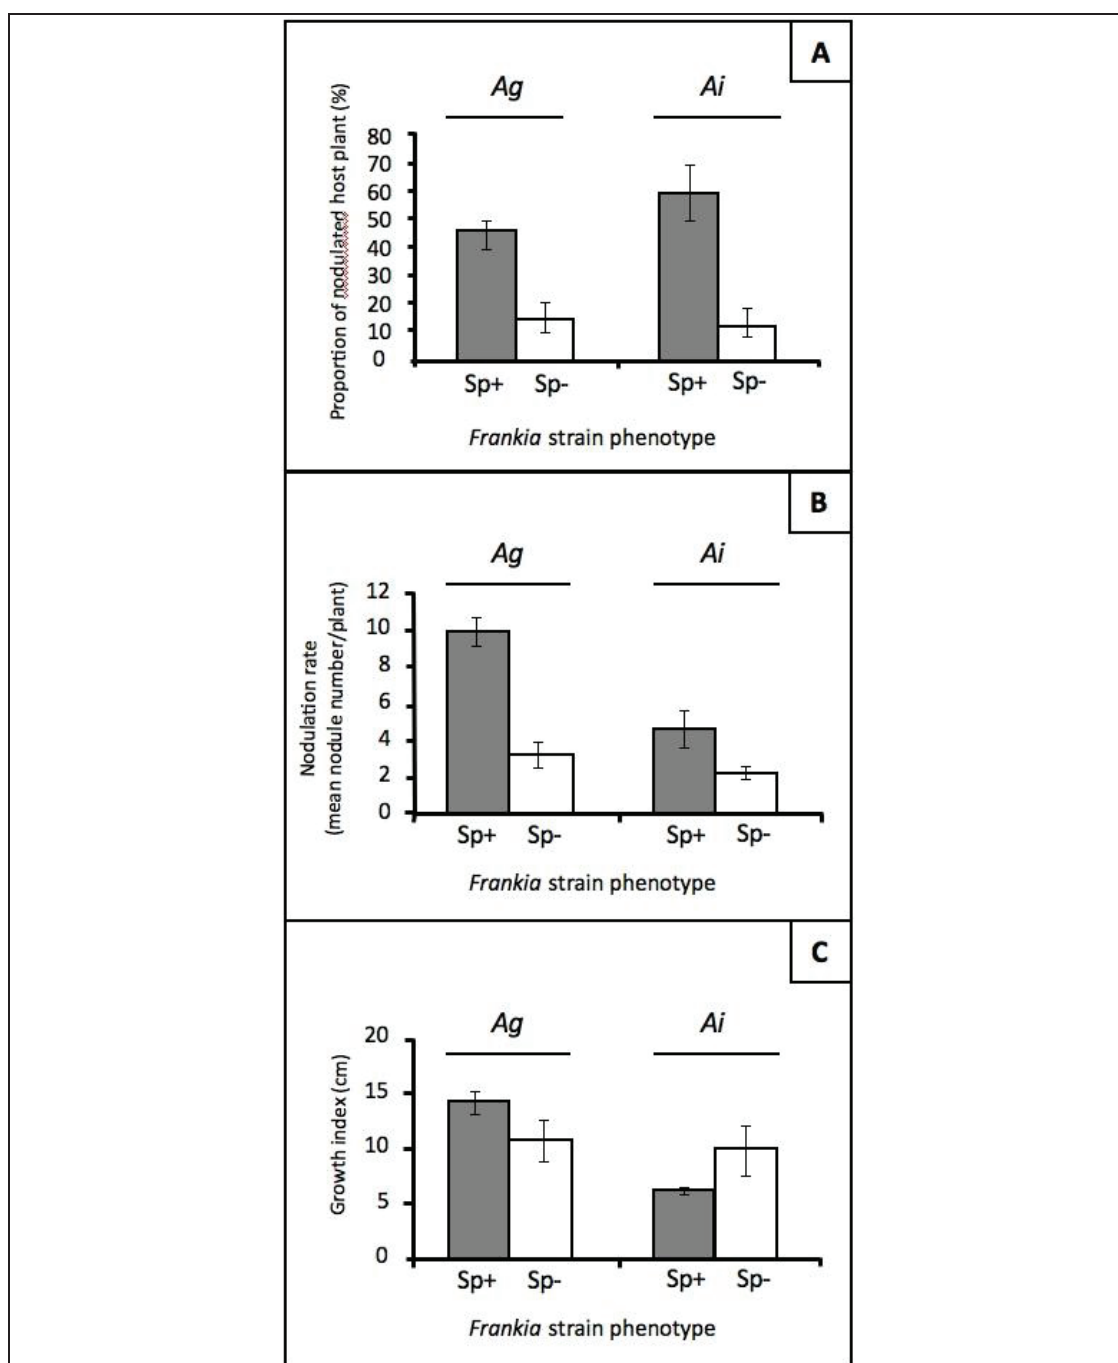 A
Ag Ai
Proportion of nodulated host plant (%)
80
70
60
50
40
30
20
10
0
Sp+ Sp- Sp+ Sp-
Frankia strain phenotype
B
Ag Ai
Nodulation rate
(mean nodule number/plant)
12
10
8
6
4
2
0
Sp+ Sp- Sp+ Sp-
Frankia strain phenotype
C
Ag Ai
Growth index (cm)
20
15
10
5
0
Sp+ Sp- Sp+ Sp-
Frankia strain phenotype